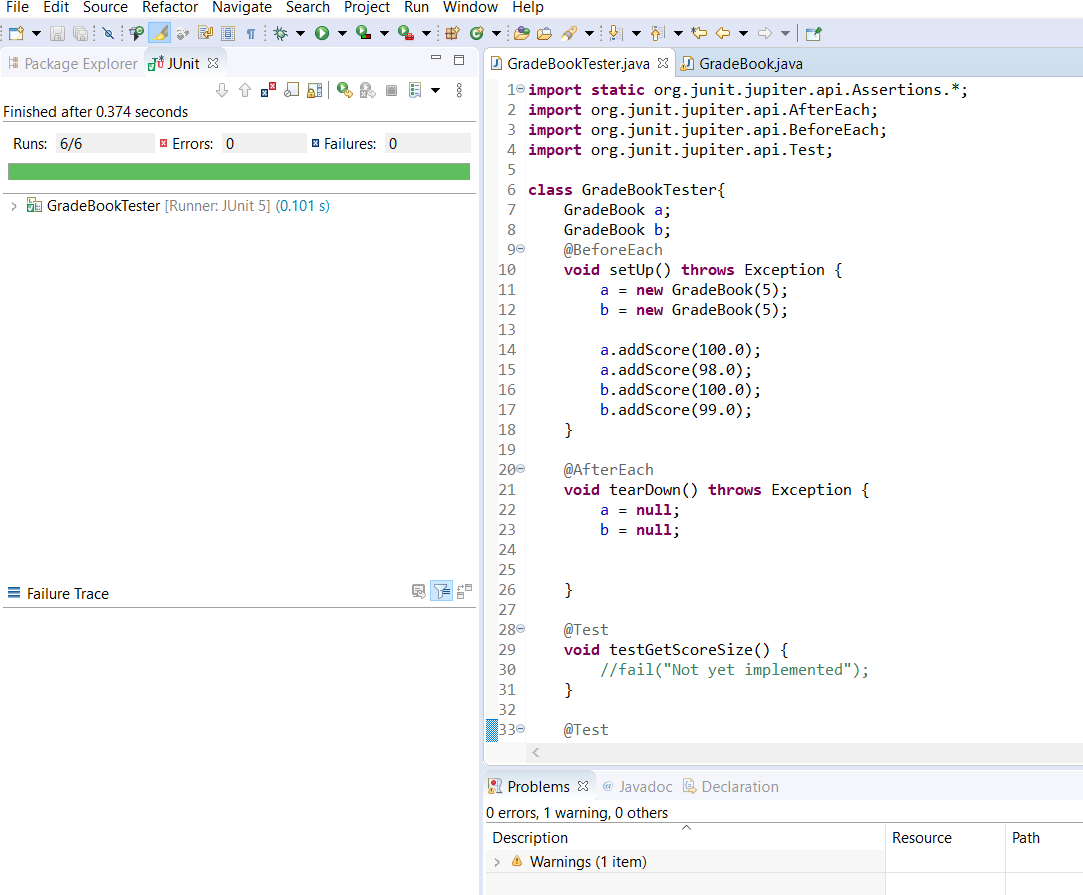 File Edit Source Refactor Navigate Search Project Run Window Help
Package Explorer JUnit
Finished after 0.374 seconds
Runs: 6/6 Errors: 0 Failures: 0
GradeBookTester [Runner: JUnit 5] (0.101 s)
Failure Trace
GradeBookTester.java GradeBook.java
1 import static org.junit.jupiter.api.Assertions.*;
2 import org.junit.jupiter.api.AfterEach;
3 import org.junit.jupiter.api.BeforeEach;
4 import org.junit.jupiter.api.Test;
5
6 class GradeBookTester{
7 GradeBook a;
8 GradeBook b;
9 @BeforeEach
10 void setUp() throws Exception {
11 a = new GradeBook(5);
12 b = new GradeBook(5);
13
14 a.addScore(100.0);
15 a.addScore(98.0);
16 b.addScore(100.0);
17 b.addScore(99.0);
18 }
19
20 @AfterEach
21 void tearDown() throws Exception {
22 a = null;
23 b = null;
24
25
26 }
27
28 @Test
29 void testGetScoreSize() {
30 //fail("Not yet implemented");
31 }
32
33 @Test
Problems @ Javadoc Declaration
0 errors, 1 warning, 0 others
Description Resource Path
Warnings (1 item)